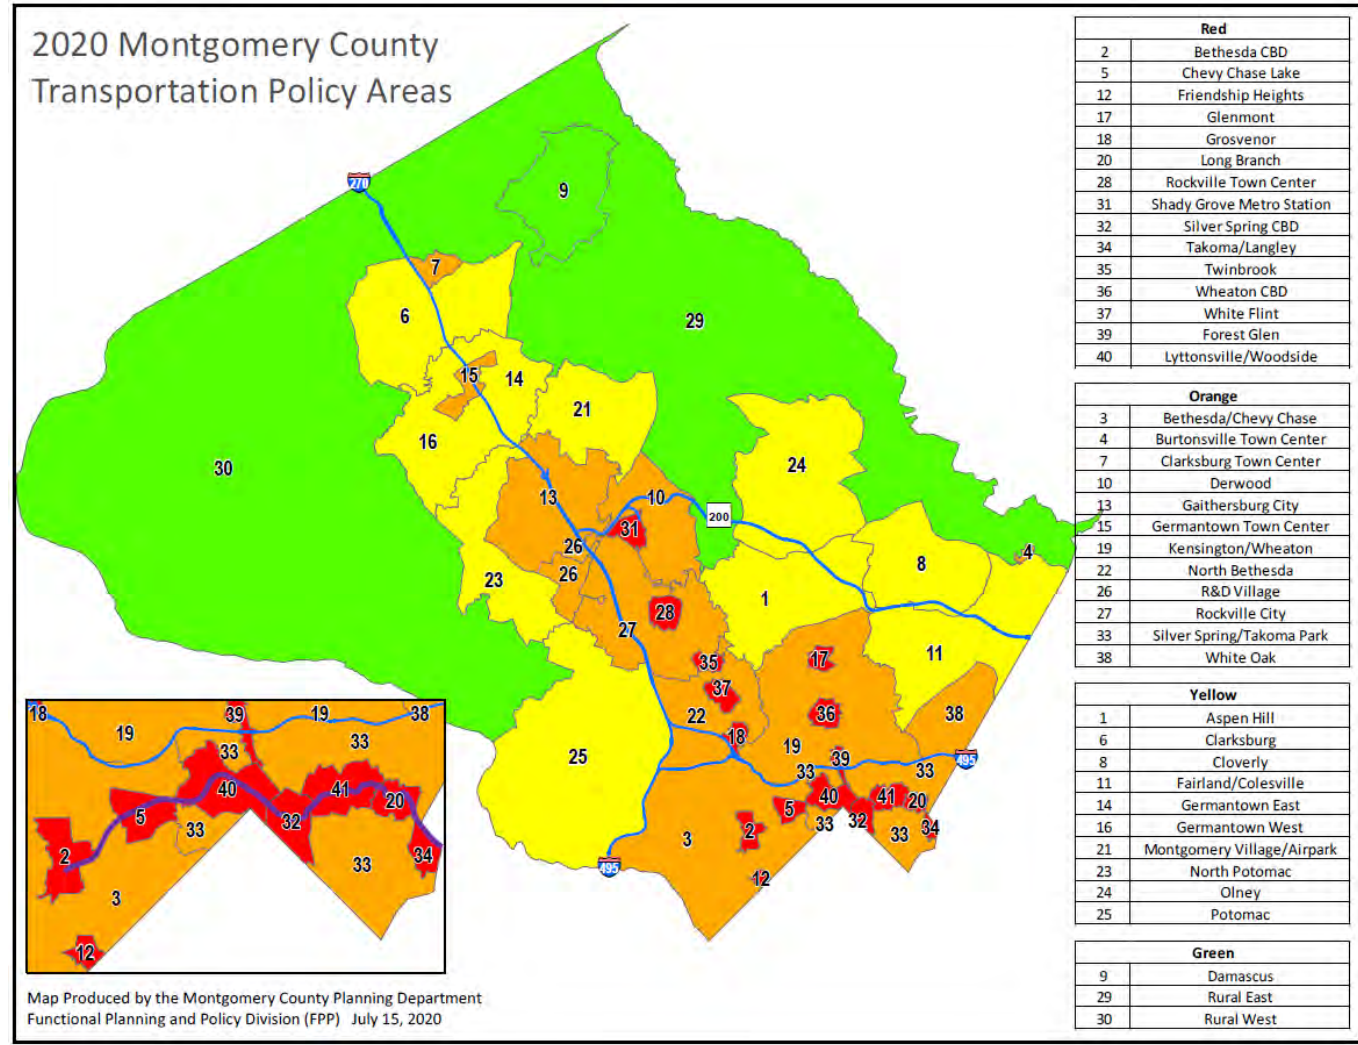 2020 Montgomery County
Transportation Policy Areas
Red
2 Bethesda CBD
5 Chevy Chase Lake
12 Friendship Heights
17 Glenmont
18 Grosvenor
20 Long Branch
28 Rockville Town Center
31 Shady Grove Metro Station
32 Silver Spring CBD
34 Takoma/Langley
35 Twinbrook
36 Wheaton CBD
37 White Flint
39 Forest Glen
40 Lyttonsville/Woodside
Orange
3 Bethesda/Chevy Chase
4 Burtonsville Town Center
7 Clarksburg Town Center
10 Derwood
13 Gaithersburg City
15 Germantown Town Center
19 Kensington/Wheaton
22 North Bethesda
26 R&D Village
27 Rockville City
33 Silver Spring/Takoma Park
38 White Oak
Yellow
1 Aspen Hill
6 Clarksburg
8 Cloverly
11 Fairland/Colesville
14 Germantown East
16 Germantown West
21 Montgomery Village/Airpark
23 North Potomac
24 Olney
25 Potomac
Green
9 Damascus
29 Rural East
30 Rural West
270
9
7
6
29
15
14
21
16
24
30
13
10
200
31
26
4
8
26
23
1
28
27
11
35
17
37
22
36
38
18
19
25
39
495
33
33
40
41
20
5
32
34
2
33
33
3
495
12
18
39
19
38
19
33
33
40
41
20
5
32
33
2
33
34
3
12
Map Produced by the Montgomery County Planning Department
Functional Planning and Policy Division (FPP) July 15, 2020